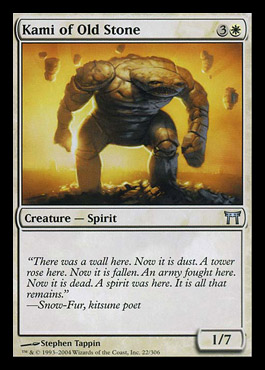 Kami of Old Stone 3
Creature — Spirit
"There was a wall here. Now it is dust. A tower
rose here. Now it is fallen. An army fought here.
Now it is dead. A spirit was here. It is all that
remains."
—Snow-Fur, kitsune poet
Stephen Tappin
™ & © 1993–2004 Wizards of the Coast, Inc. 22/306
1/7